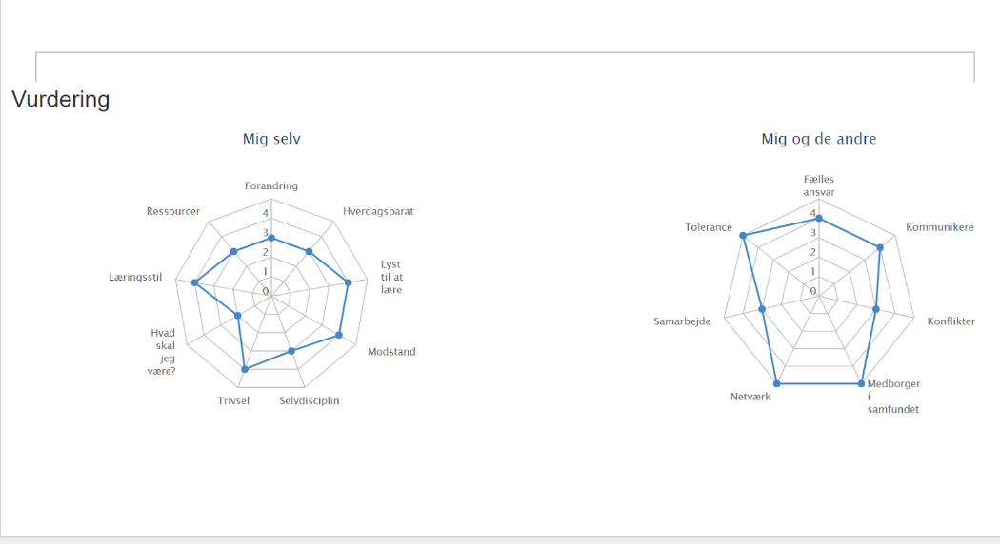 Vurdering
Mig selv
Forandring
Hverdagsparat
Lyst
til at
lære
Modstand
Selvdisciplin
Trivsel
Hvad
skal
jeg
være?
Læringsstil
Ressourcer
4
3
2
1
0
Mig og de andre
Fælles
ansvar
Kommunikere
Konflikter
Medborger
i
samfundet
Netværk
Samarbejde
Tolerance
4
3
2
1
0